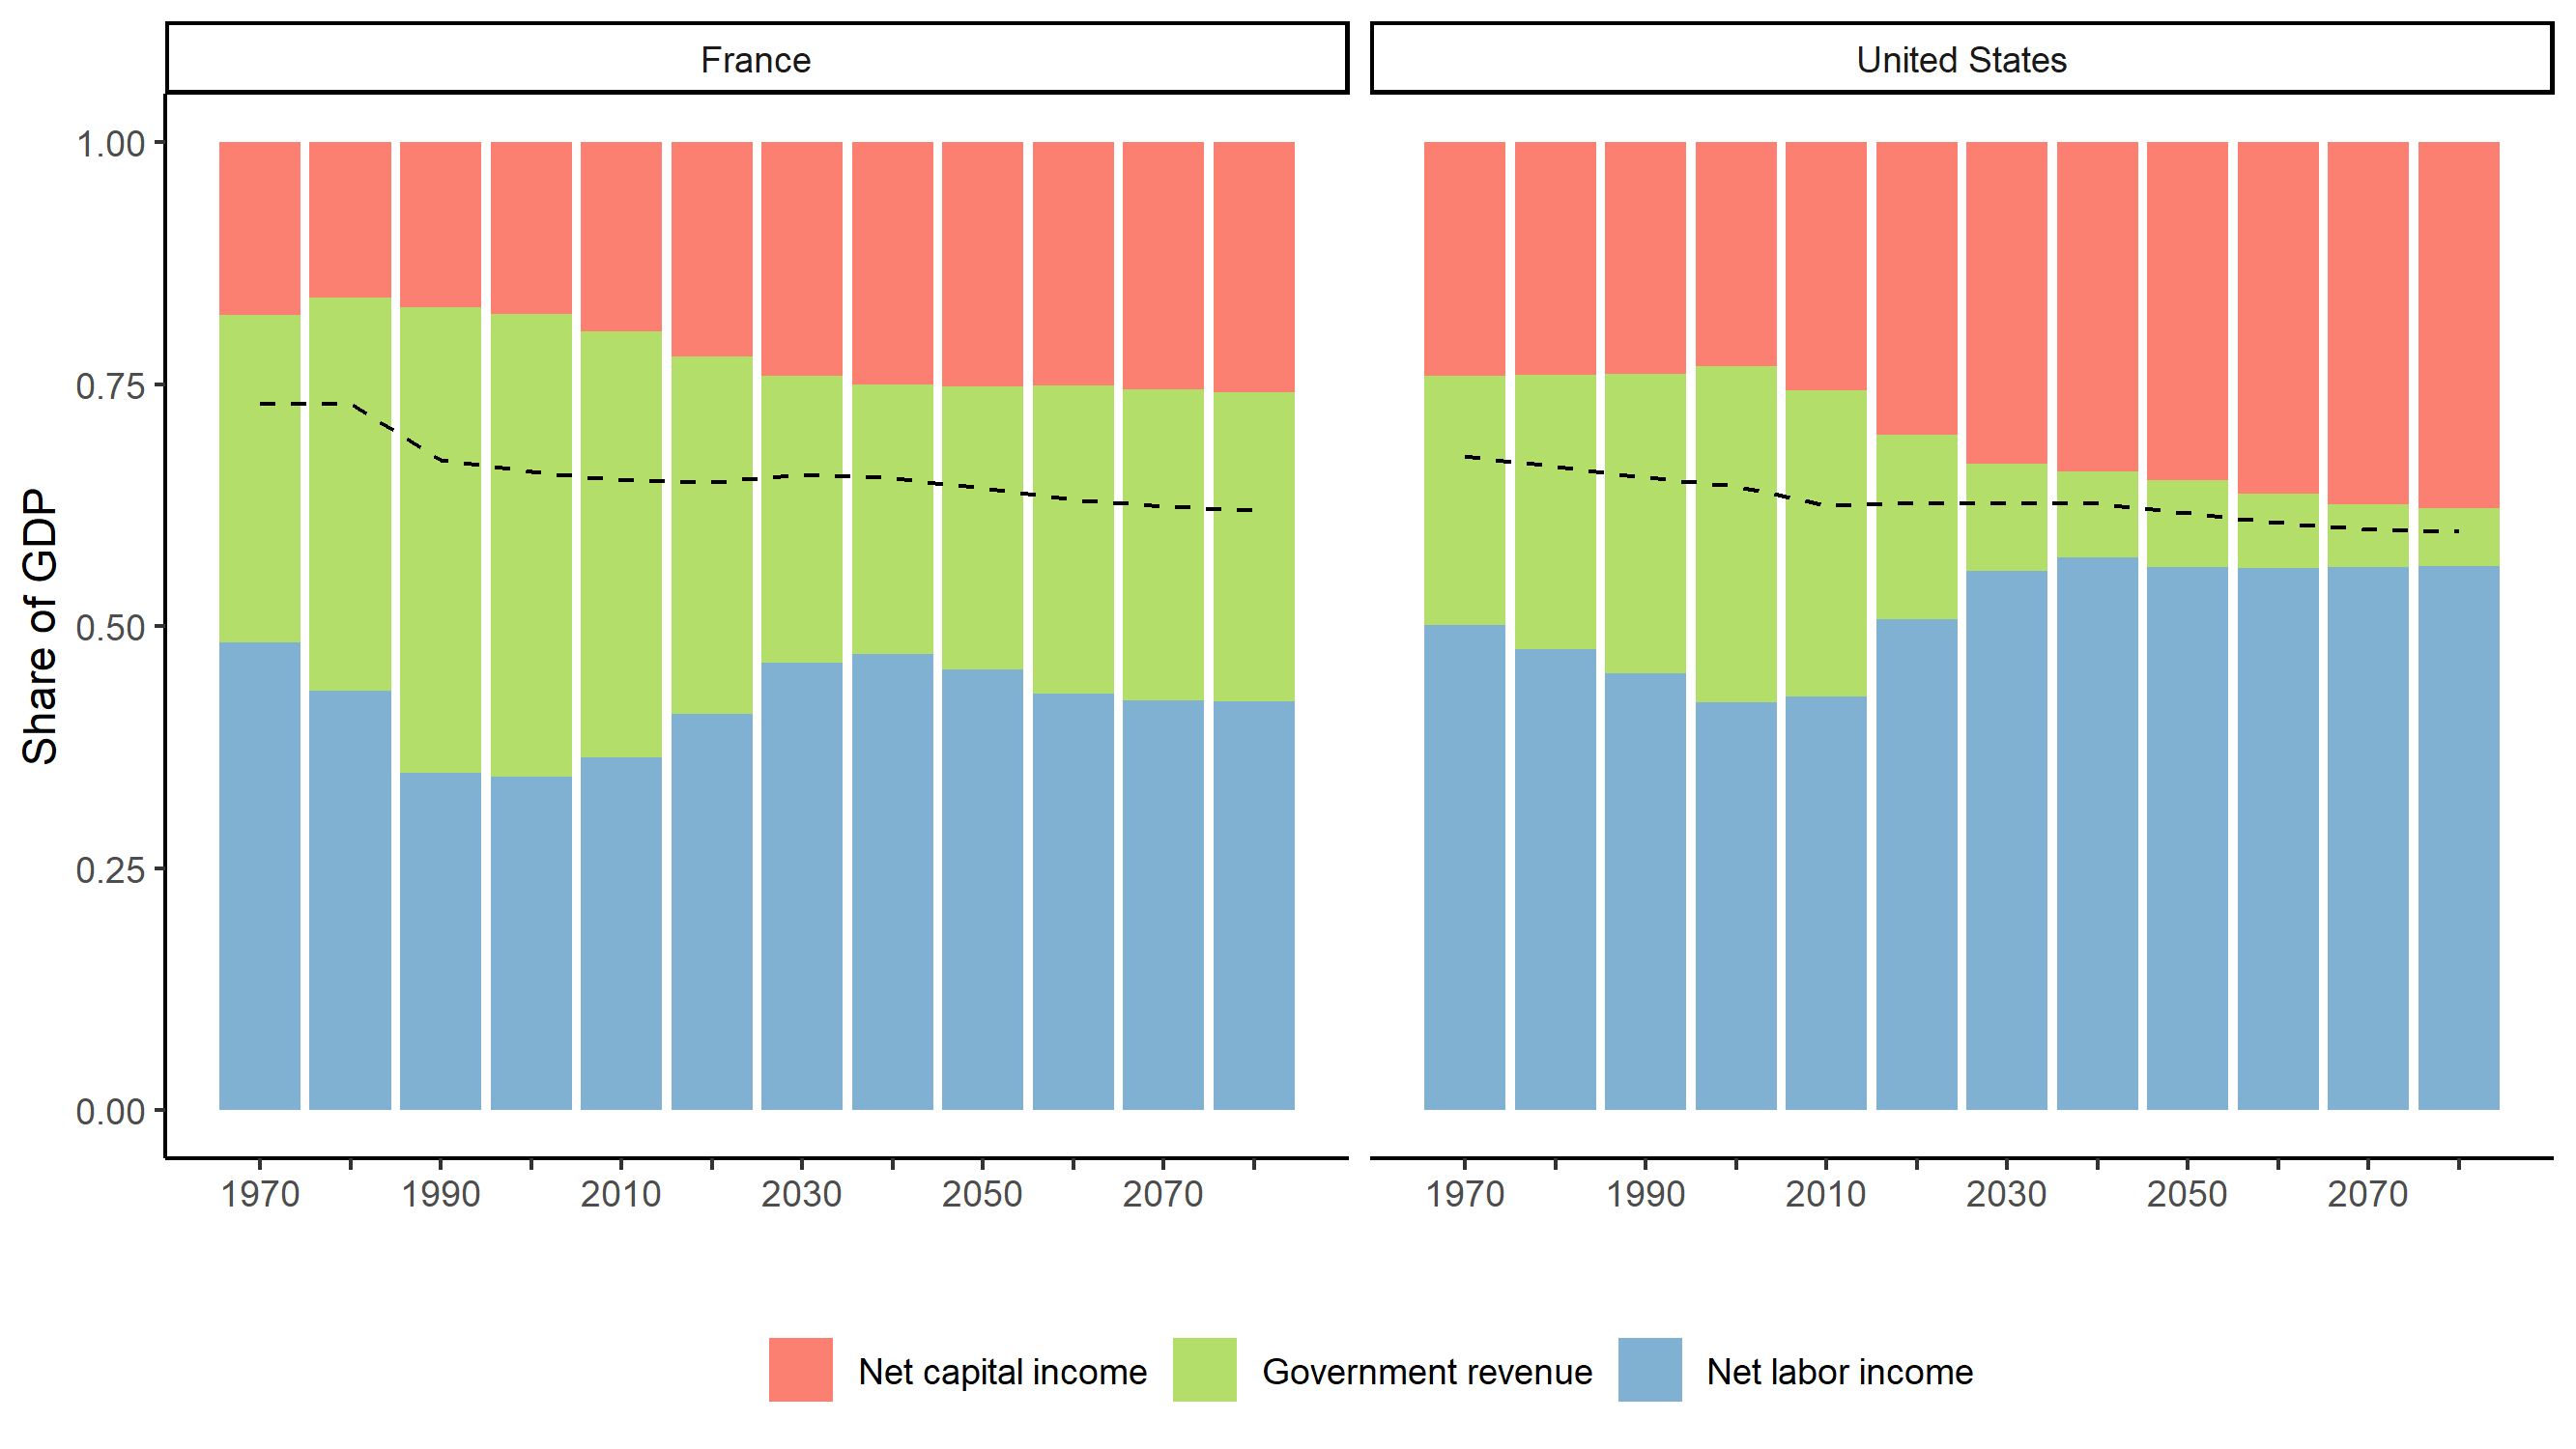 France
United States
Share of GDP
1.00
0.75
0.50
0.25
0.00
1970 1990 2010 2030 2050 2070
1970 1990 2010 2030 2050 2070
Net capital income Government revenue Net labor income